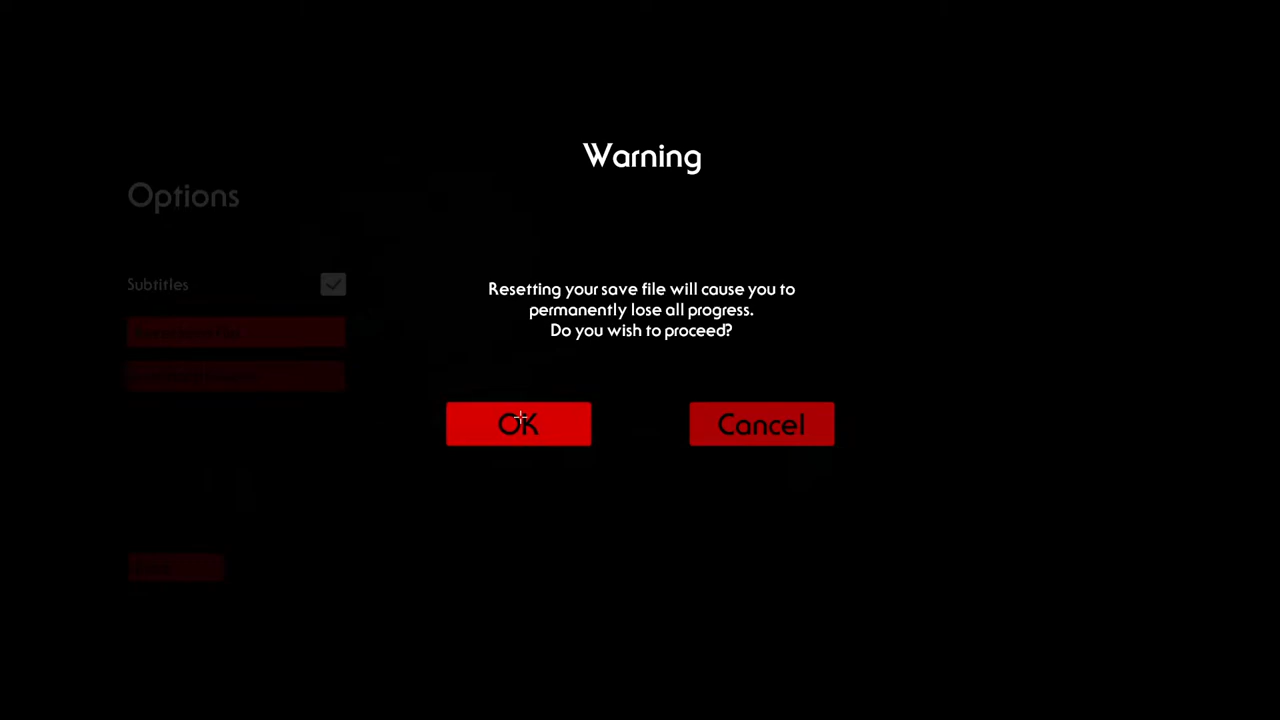 Warning
Options
Subtitles
Resetting your save file will cause you to
permanently lose all progress.
Do you wish to proceed?
OK
Cancel